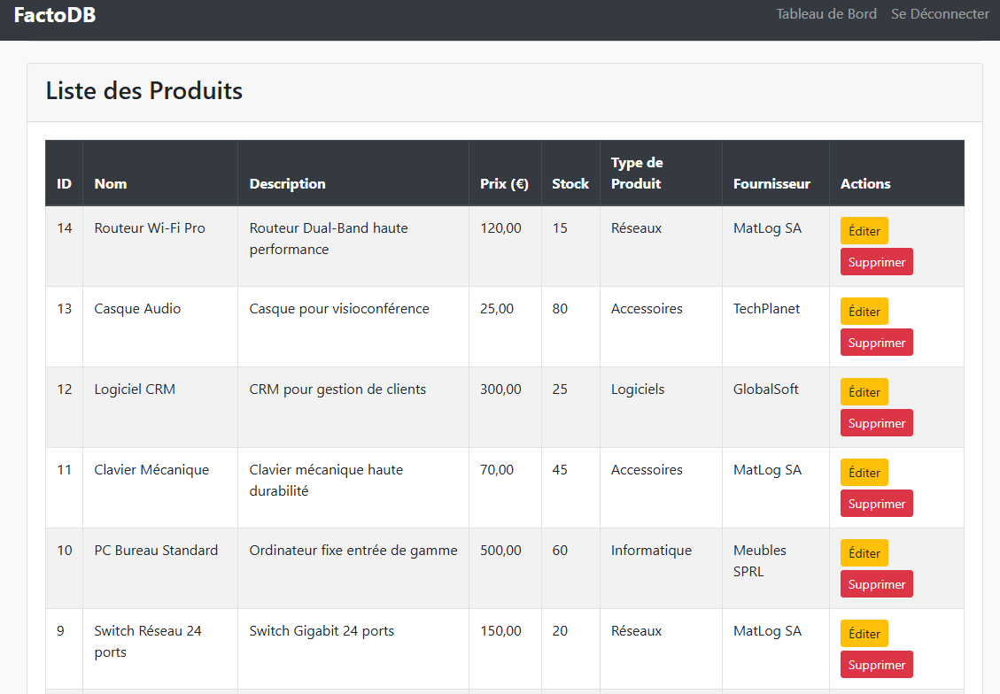 FactoDB
Tableau de Bord Se Déconnecter
Liste des Produits
ID Nom Description Prix (€) Stock Type de Produit Fournisseur Actions
14 Routeur Wi-Fi Pro Routeur Dual-Band haute performance 120,00 15 Réseaux MatLog SA Éditer Supprimer
13 Casque Audio Casque pour visioconférence 25,00 80 Accessoires TechPlanet Éditer Supprimer
12 Logiciel CRM CRM pour gestion de clients 300,00 25 Logiciels GlobalSoft Éditer Supprimer
11 Clavier Mécanique Clavier mécanique haute durabilité 70,00 45 Accessoires MatLog SA Éditer Supprimer
10 PC Bureau Standard Ordinateur fixe entrée de gamme 500,00 60 Informatique Meubles SPRL Éditer Supprimer
9 Switch Réseau 24 ports Switch Gigabit 24 ports 150,00 20 Réseaux MatLog SA Éditer Supprimer